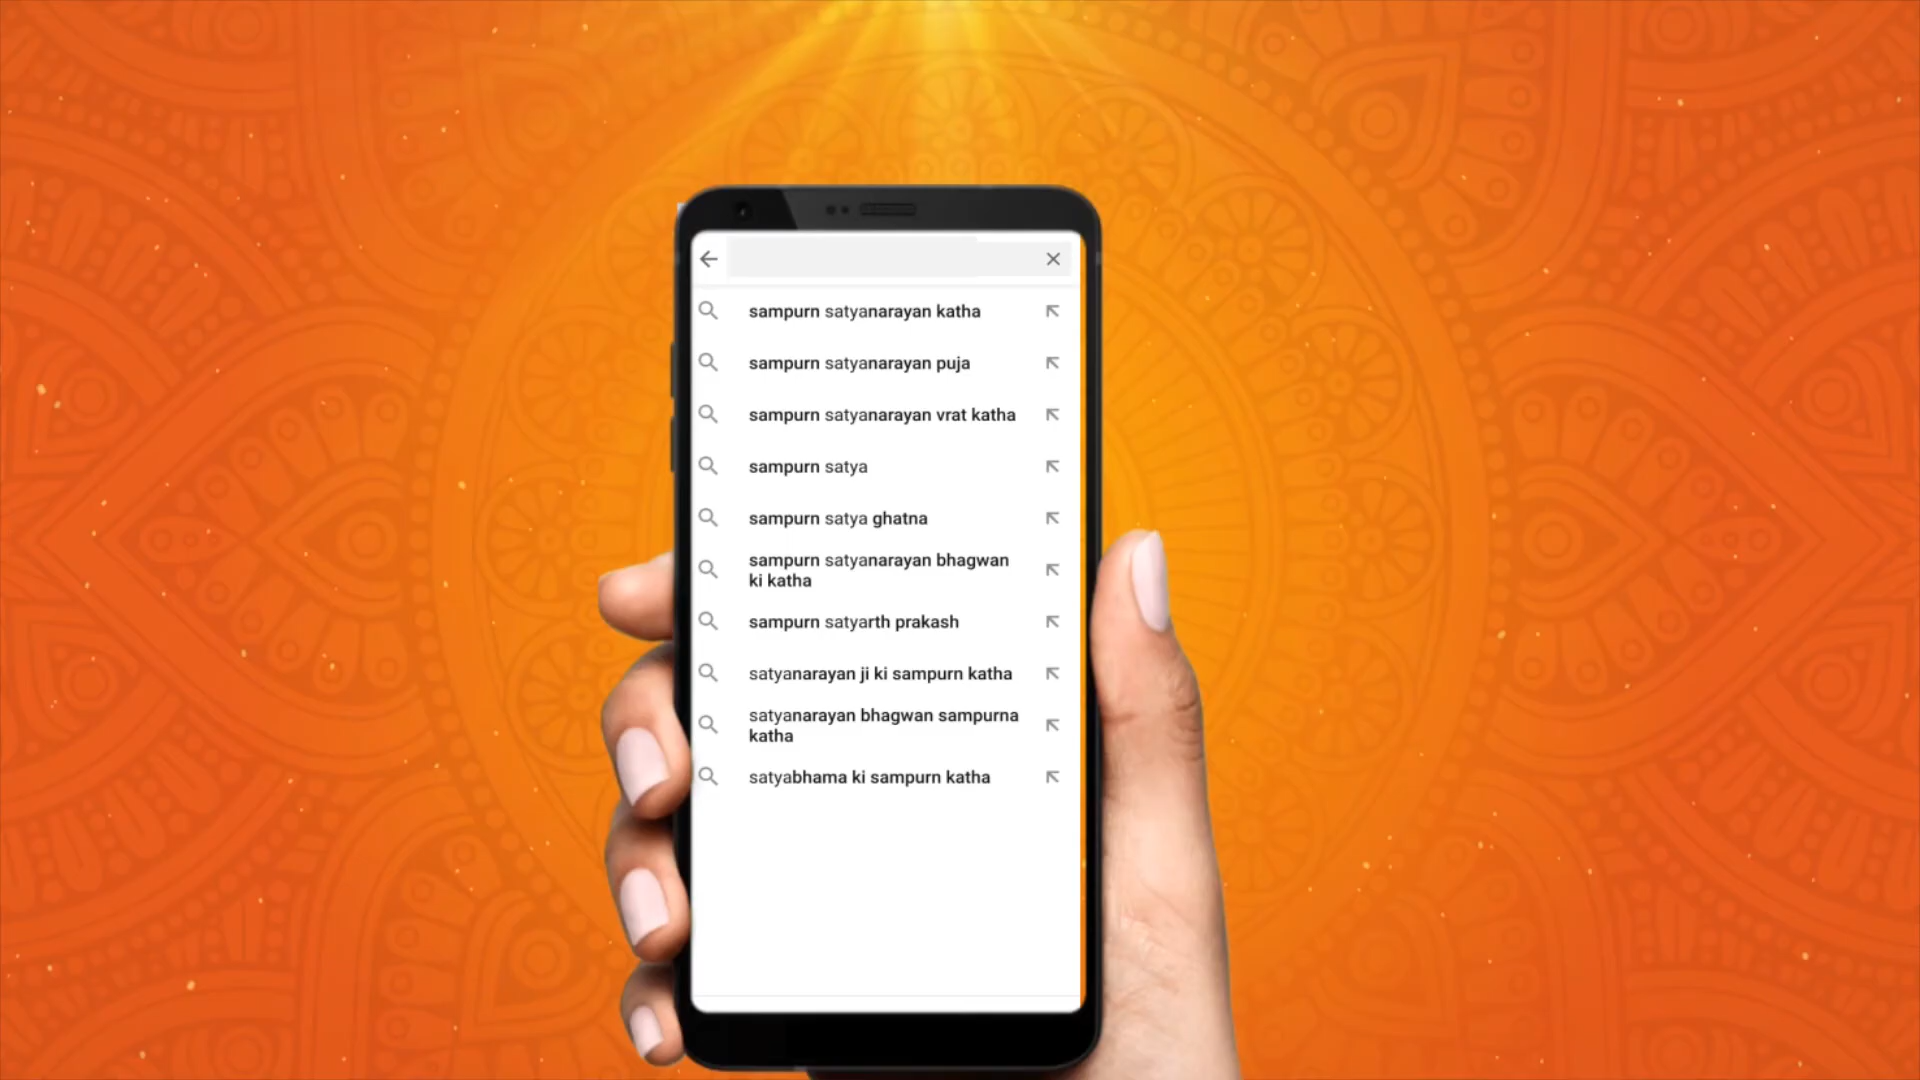 sampurn satyanarayan katha
sampurn satyanarayan puja
sampurn satyanarayan vrat katha
sampurn satya
sampurn satya ghatna
sampurn satyanarayan bhagwan
ki katha
sampurn satyarth prakash
satyanarayan ji ki sampurn katha
satyanarayan bhagwan sampurna
katha
satyabhama ki sampurn katha